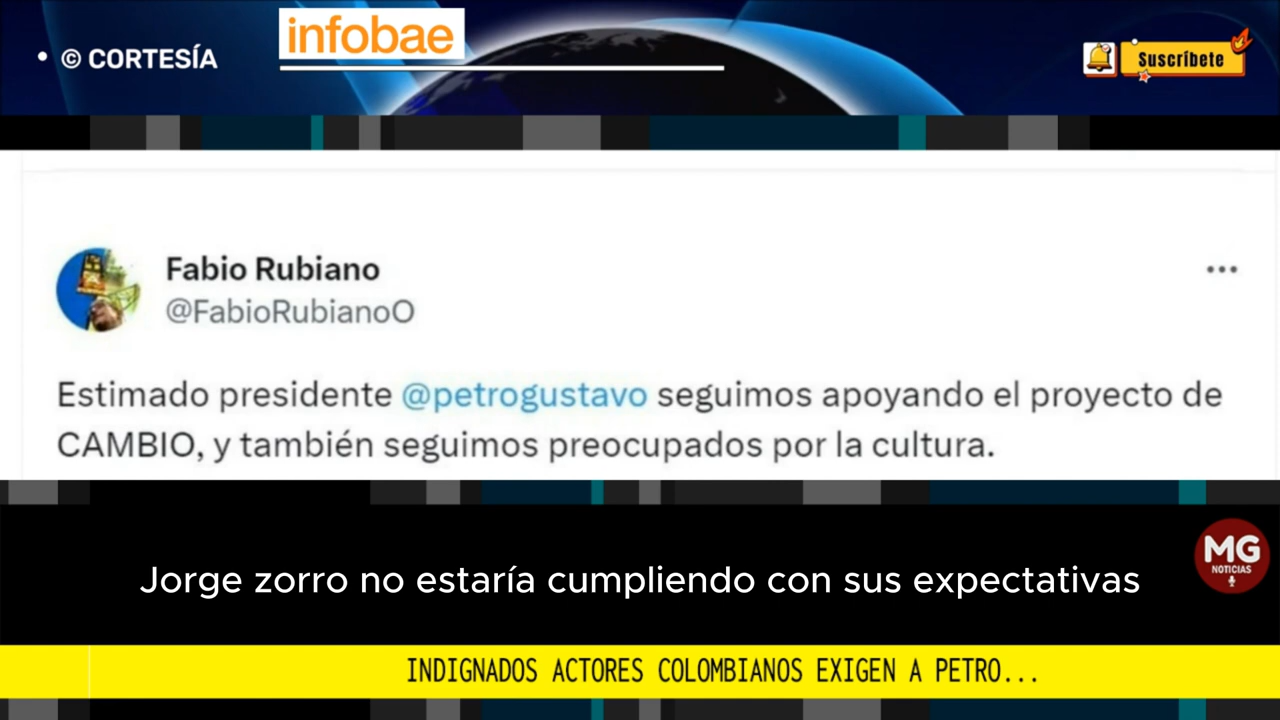 • © CORTESÍA
infobae
Suscríbete
Fabio Rubiano
@FabioRubianoO
Estimado presidente @petrogustavo seguimos apoyando el proyecto de
CAMBIO, y también seguimos preocupados por la cultura.
Jorge zorro no estaría cumpliendo con sus expectativas
MG
NOTICIAS
INDIGNADOS ACTORES COLOMBIANOS EXIGEN A PETRO...